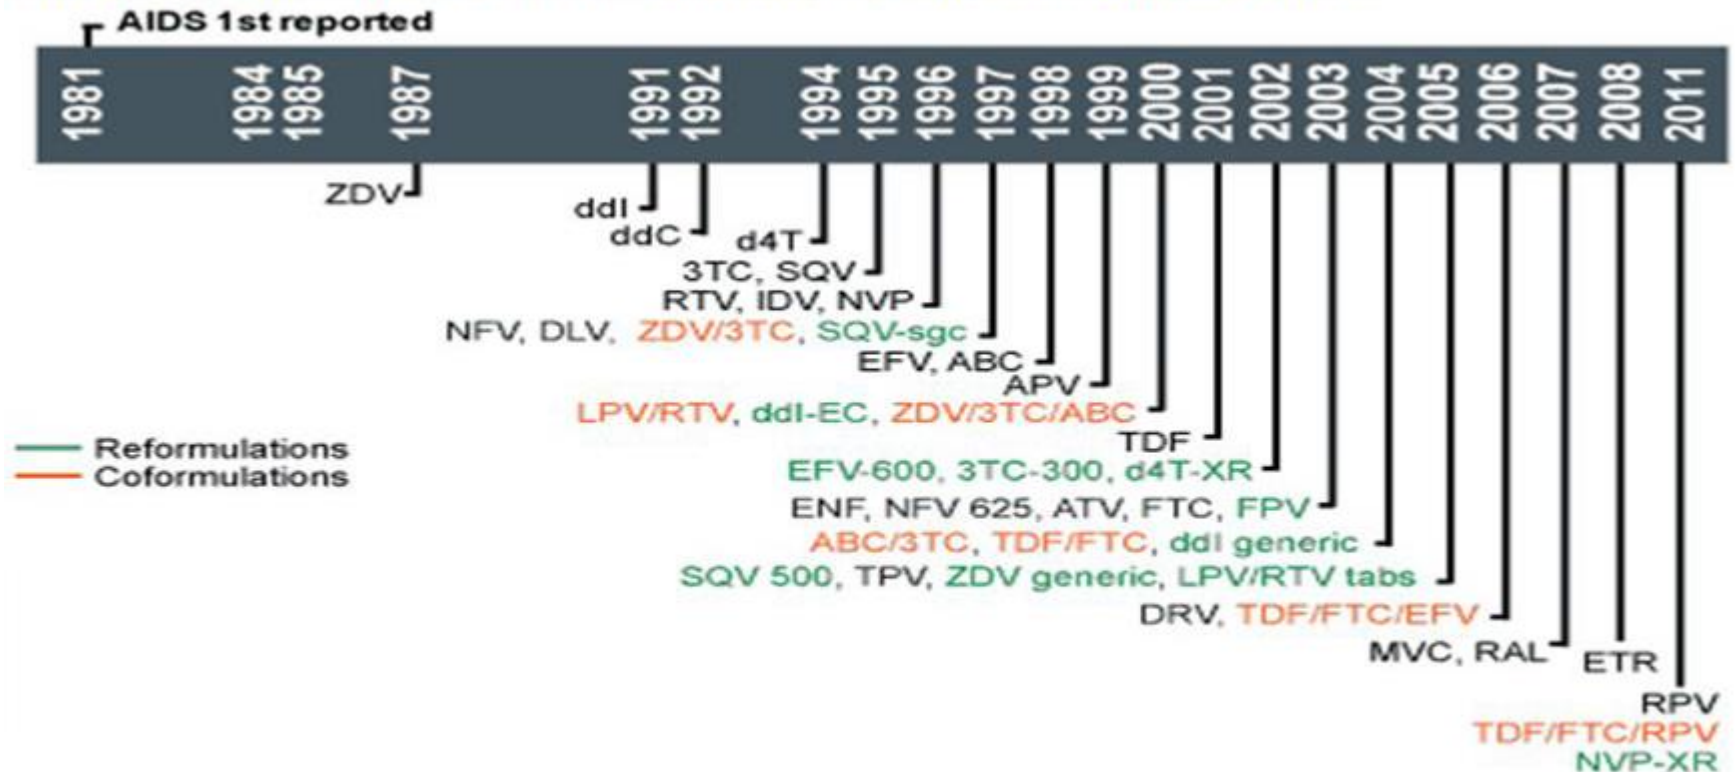 AIDS 1st reported
1981 1984 1985 1987 1991 1992 1994 1995 1996 1997 1998 1999 2000 2001 2002 2003 2004 2005 2006 2007 2008 2011
ZDV
ddI
ddC
d4T
3TC, SQV
RTV, IDV, NVP
NFV, DLV, ZDV/3TC, SQV-sgc
EFV, ABC
APV
LPV/RTV, ddI-EC, ZDV/3TC/ABC
TDF
Reformulations
Coformulations
EFV-600, 3TC-300, d4T-XR
ENF, NFV 625, ATV, FTC, FPV
ABC/3TC, TDF/FTC, ddI generic
SQV 500, TPV, ZDV generic, LPV/RTV tabs
DRV, TDF/FTC/EFV
MVC, RAL
ETR
RPV
TDF/FTC/RPV
NVP-XR